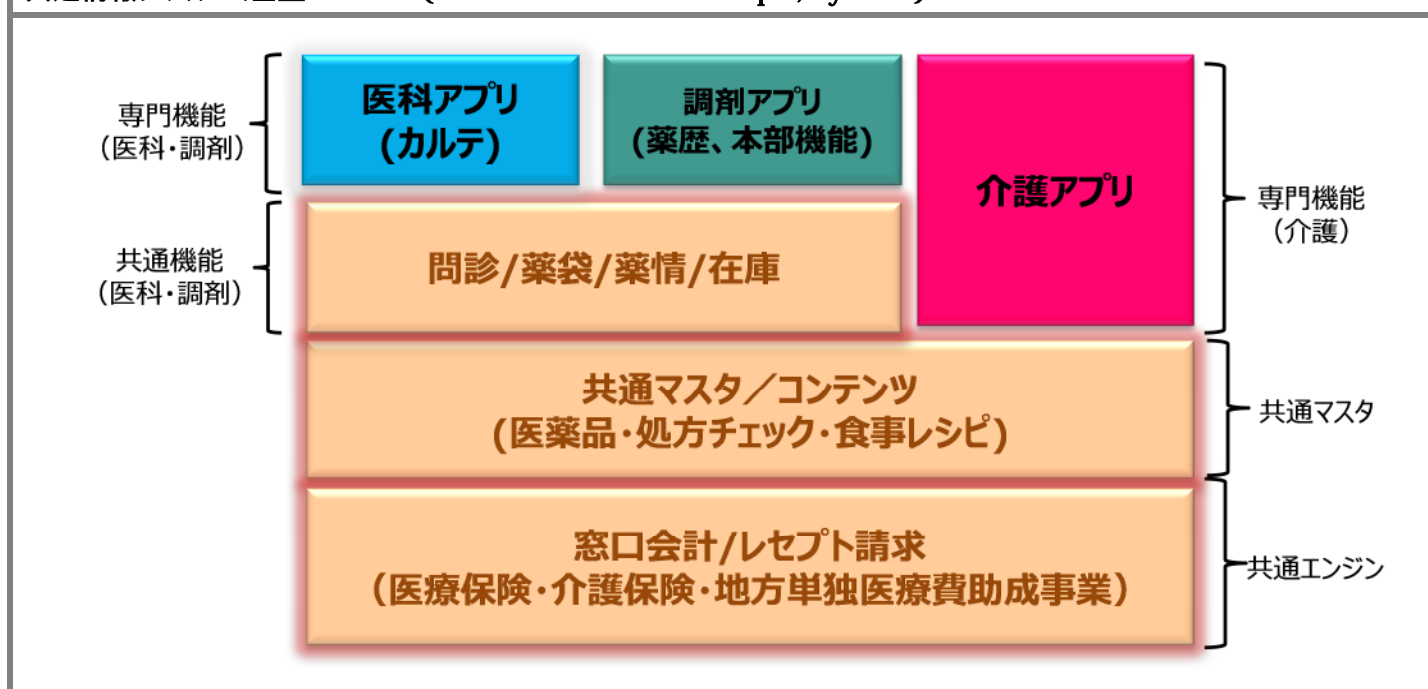 専門機能
(医科・調剤)
医科アプリ
(カルテ)
調剤アプリ
(薬歴、本部機能)
介護アプリ
専門機能
(介護)
共通機能
(医科・調剤)
問診/薬袋/薬情/在庫
共通マスタ／コンテンツ
(医薬品・処方チェック・食事レシピ)
共通マスタ
窓口会計/レセプト請求
（医療保険・介護保険・地方単独医療費助成事業）
共通エンジン